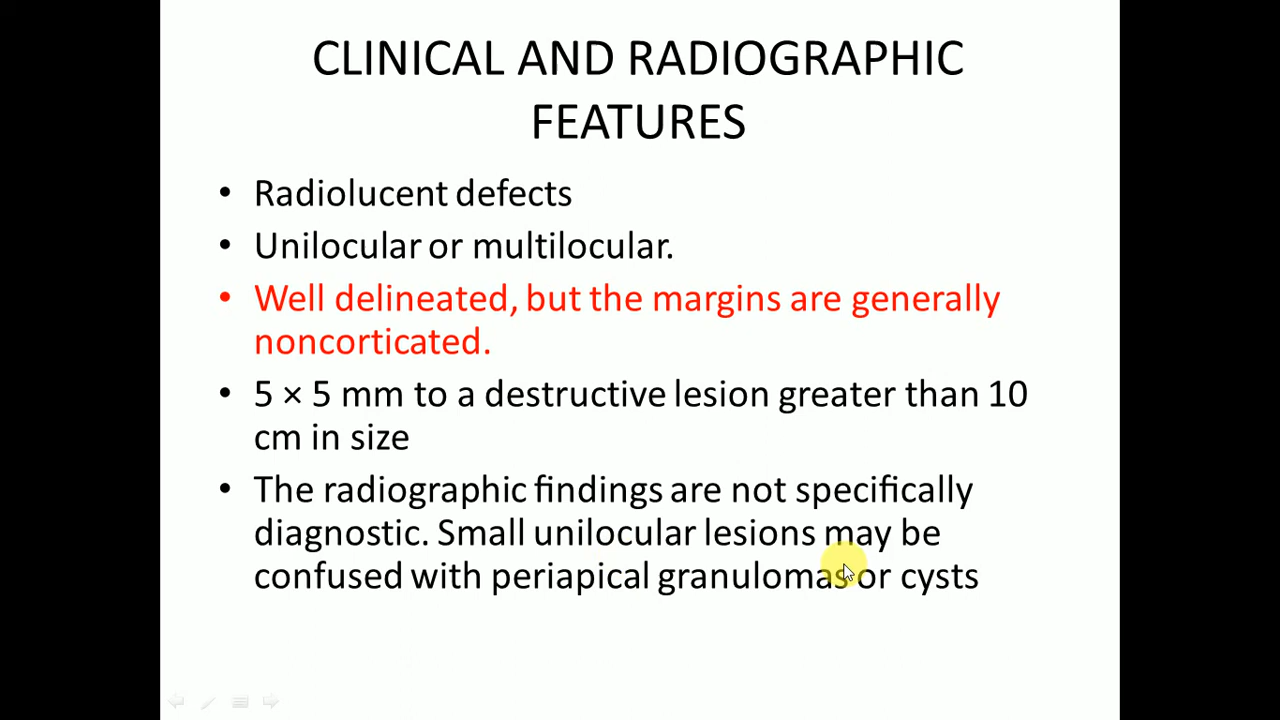 CLINICAL AND RADIOGRAPHIC
FEATURES
• Radiolucent defects
• Unilocular or multilocular.
• Well delineated, but the margins are generally
noncorticated.
• 5 × 5 mm to a destructive lesion greater than 10
cm in size
• The radiographic findings are not specifically
diagnostic. Small unilocular lesions may be
confused with periapical granulomas or cysts